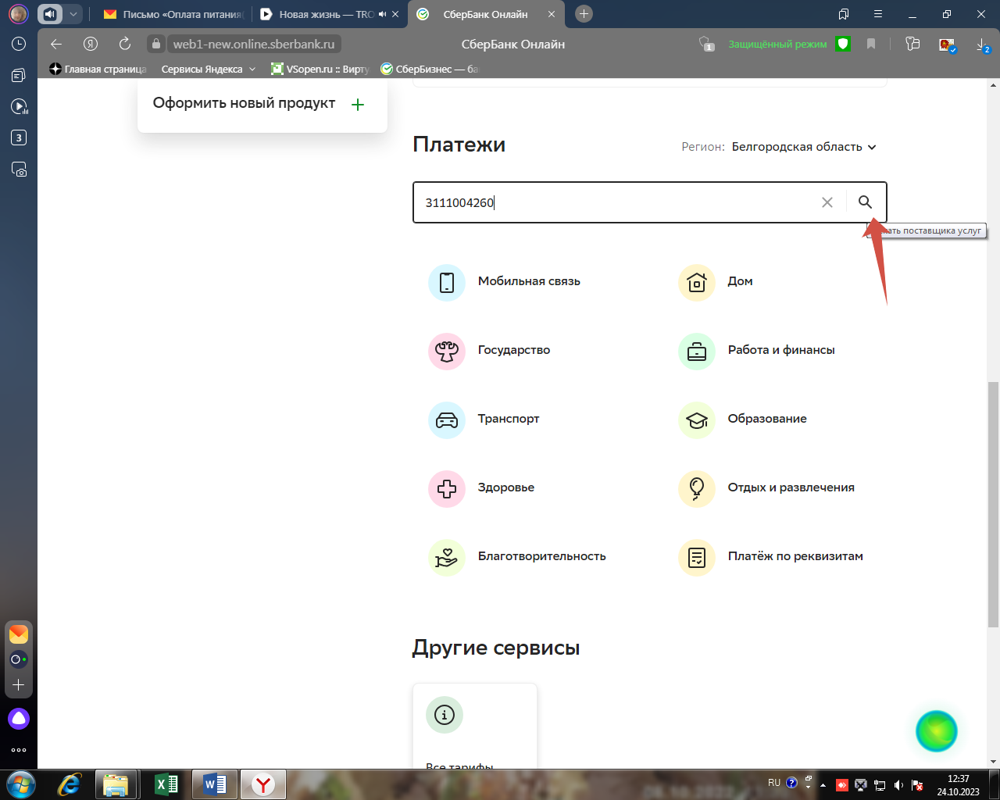 Письмо «Оплата питания(
Новая жизнь — TRO
СберБанк Онлайн
web1-new.online.sberbank.ru
СберБанк Онлайн
1
Защищённый режим
2
Главная страница
Сервисы Яндекса
VSopen.ru :: Вирту
СберБизнес — ба
3
Оформить новый продукт
Платежи
Регион: Белгородская область
3111004260
поставщика услуг
Мобильная связь
Дом
Государство
Работа и финансы
Транспорт
Образование
Здоровье
Отдых и развлечения
Благотворительность
Платёж по реквизитам
Другие сервисы
Все тарифы
RU
12:37
24.10.2023